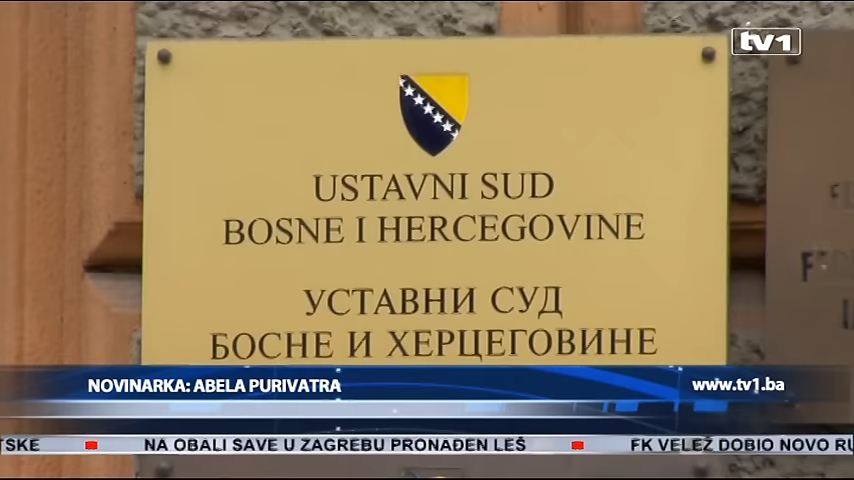 tv1
USTAVNI SUD
BOSNE I HERCEGOVINE
УСТАВНИ СУД
БОСНЕ И ХЕРЦЕГОВИНЕ
NOVINARKA: ABELA PURIVATRA
www.tv1.ba
TSKE NA OBALI SAVE U ZAGREBU PRONAĐEN LEŠ FK VELEŽ DOBIO NOVO RU